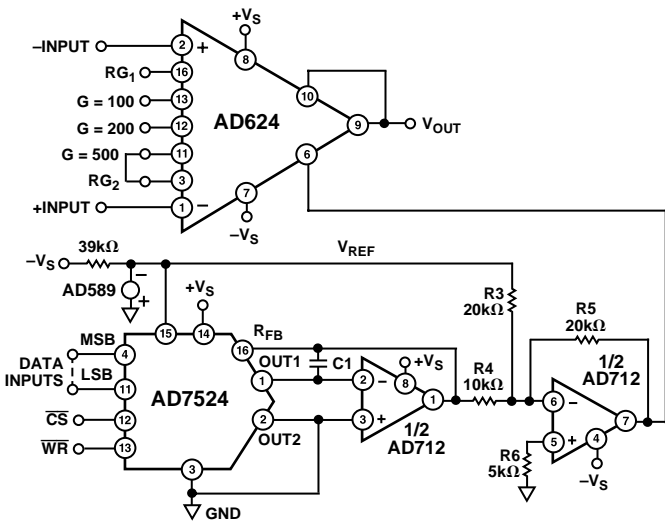 +VS
–INPUT
2
+
8
RG1
16
10
G = 100
13
AD624
G = 200
12
9
VOUT
G = 500
11
6
RG2
3
7
+INPUT
1
–
–VS
39kΩ
–VS
VREF
–
AD589
+
+VS
R3
20kΩ
R5
20kΩ
15
14
RFB
16
C1
MSB
4
OUT1
+VS
1/2
AD712
DATA
INPUTS
LSB
11
AD7524
1
2
–
8
1
R4
10kΩ
6
–
7
CS
12
2
3
+
OUT2
1/2
AD712
5
+
4
WR
13
R6
5kΩ
–VS
3
GND